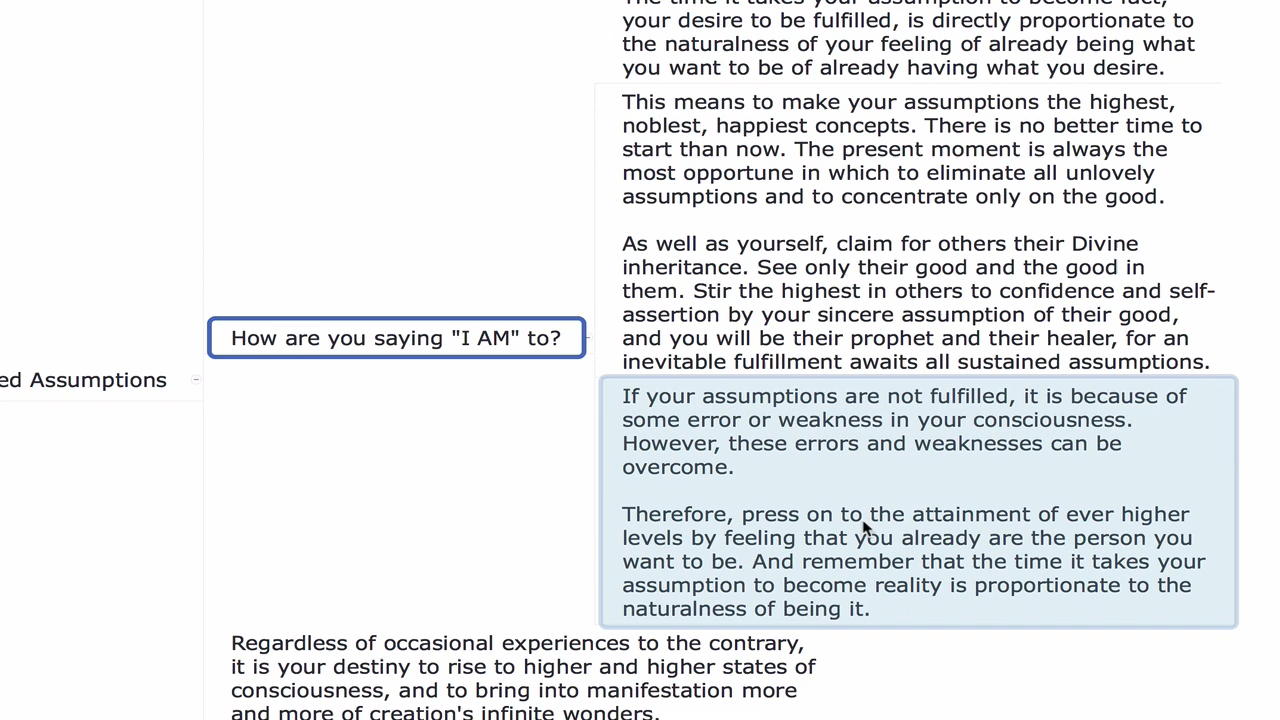 The time it takes your assumption to become fact,
your desire to be fulfilled, is directly proportionate to
the naturalness of your feeling of already being what
you want to be of already having what you desire.
This means to make your assumptions the highest,
noblest, happiest concepts. There is no better time to
start than now. The present moment is always the
most opportune in which to eliminate all unlovely
assumptions and to concentrate only on the good.
As well as yourself, claim for others their Divine
inheritance. See only their good and the good in
them. Stir the highest in others to confidence and self-
assertion by your sincere assumption of their good,
and you will be their prophet and their healer, for an
inevitable fulfillment awaits all sustained assumptions.
How are you saying "I AM" to?
ed Assumptions
If your assumptions are not fulfilled, it is because of
some error or weakness in your consciousness.
However, these errors and weaknesses can be
overcome.
Therefore, press on to the attainment of ever higher
levels by feeling that you already are the person you
want to be. And remember that the time it takes your
assumption to become reality is proportionate to the
naturalness of being it.
Regardless of occasional experiences to the contrary,
it is your destiny to rise to higher and higher states of
consciousness, and to bring into manifestation more
and more of creation's infinite wonders.